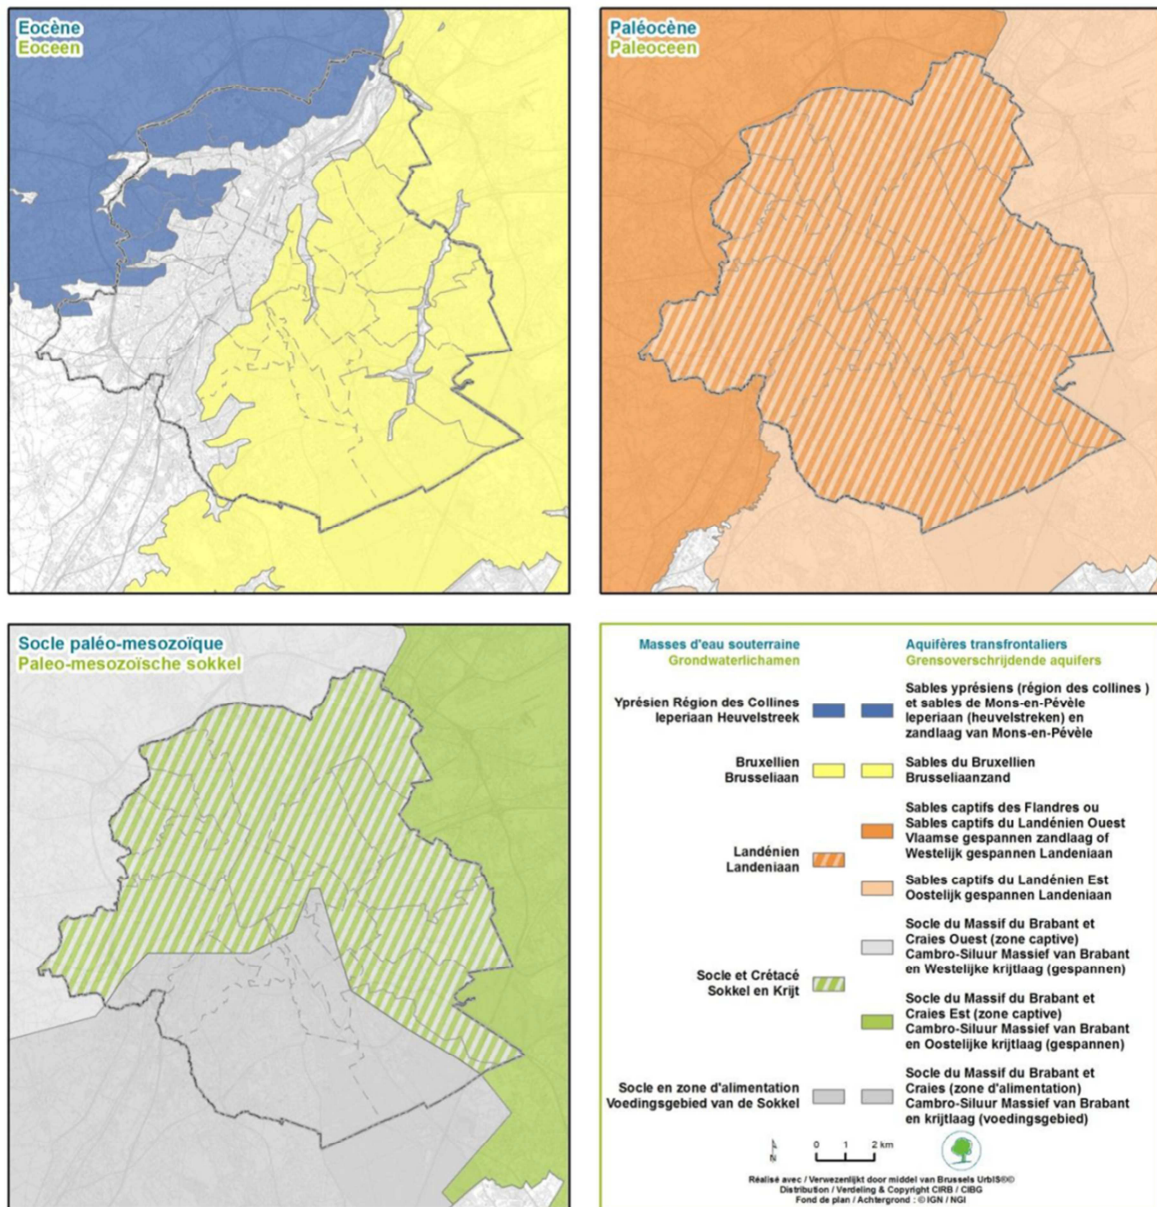 Eocène
Eoceen
Paléocène
Paleoceen
Socle paléo-mesozoïque
Paleo-mesozoïsche sokkel
Masses d'eau souterraine
Grondwaterlichamen
Aquifères transfrontaliers
Grensoverschrijdende aquifers
Yprésien Région des Collines
Ieperiaan Heuvelstreek
Sables yprésiens (région des collines )
et sables de Mons-en-Pévèle
Ieperiaan (heuvelstreken) en
zandlaag van Mons-en-Pévèle
Bruxellien
Brusseliaan
Sables du Bruxellien
Brusseliaanzand
Landénien
Landeniaan
Sables captifs des Flandres ou
Sables captifs du Landénien Ouest
Vlaamse gespannen zandlaag of
Westelijk gespannen Landeniaan
Sables captifs du Landénien Est
Oostelijk gespannen Landeniaan
Socle et Crétacé
Sokkel en Krijt
Socle du Massif du Brabant et
Craies Ouest (zone captive)
Cambro-Siluur Massief van Brabant
en Westelijke krijtlaag (gespannen)
Socle du Massif du Brabant et
Craies Est (zone captive)
Cambro-Siluur Massief van Brabant
en Oostelijke krijtlaag (gespannen)
Socle en zone d'alimentation
Voedingsgebied van de Sokkel
Socle du Massif du Brabant et
Craies (zone d'alimentation)
Cambro-Siluur Massief van Brabant
en krijtlaag (voedingsgebied)
N
0 1 2 km
Réalisé avec / Verwezenlijkt door middel van Brussels UrbIS®©
Distribution / Verdeling & Copyright CIRB / CIBG
Fond de plan / Achtergrond : © IGN / NGI